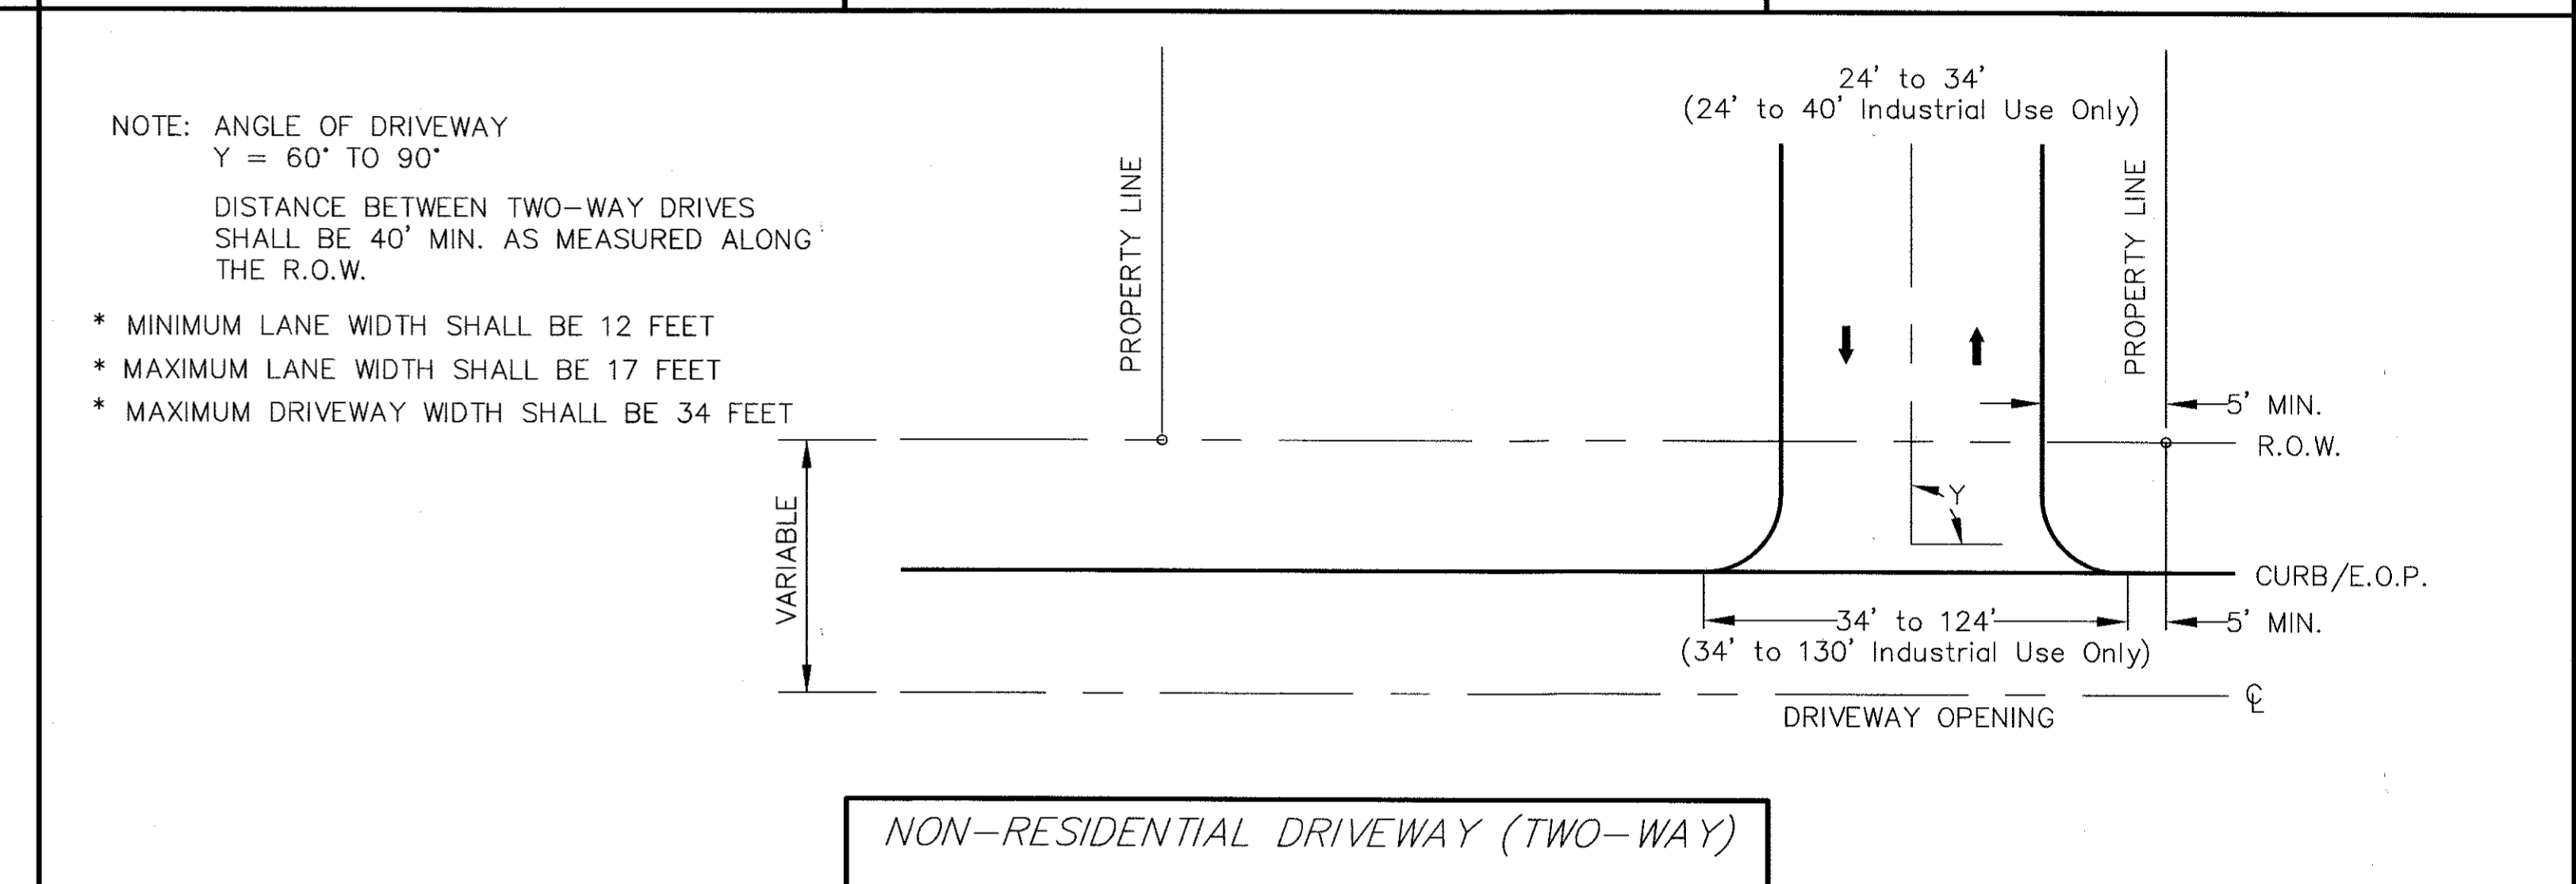 NOTE: ANGLE OF DRIVEWAY
Y = 60° TO 90°
DISTANCE BETWEEN TWO-WAY DRIVES
SHALL BE 40' MIN. AS MEASURED ALONG
THE R.O.W.
* MINIMUM LANE WIDTH SHALL BE 12 FEET
* MAXIMUM LANE WIDTH SHALL BE 17 FEET
* MAXIMUM DRIVEWAY WIDTH SHALL BE 34 FEET
VARIABLE
PROPERTY LINE
24' to 34'
(24' to 40' Industrial Use Only)
PROPERTY LINE
5' MIN.
R.O.W.
Y
CURB/E.O.P.
34' to 124'
5' MIN.
(34' to 130' Industrial Use Only)
℄
DRIVEWAY OPENING
NON-RESIDENTIAL DRIVEWAY (TWO-WAY)